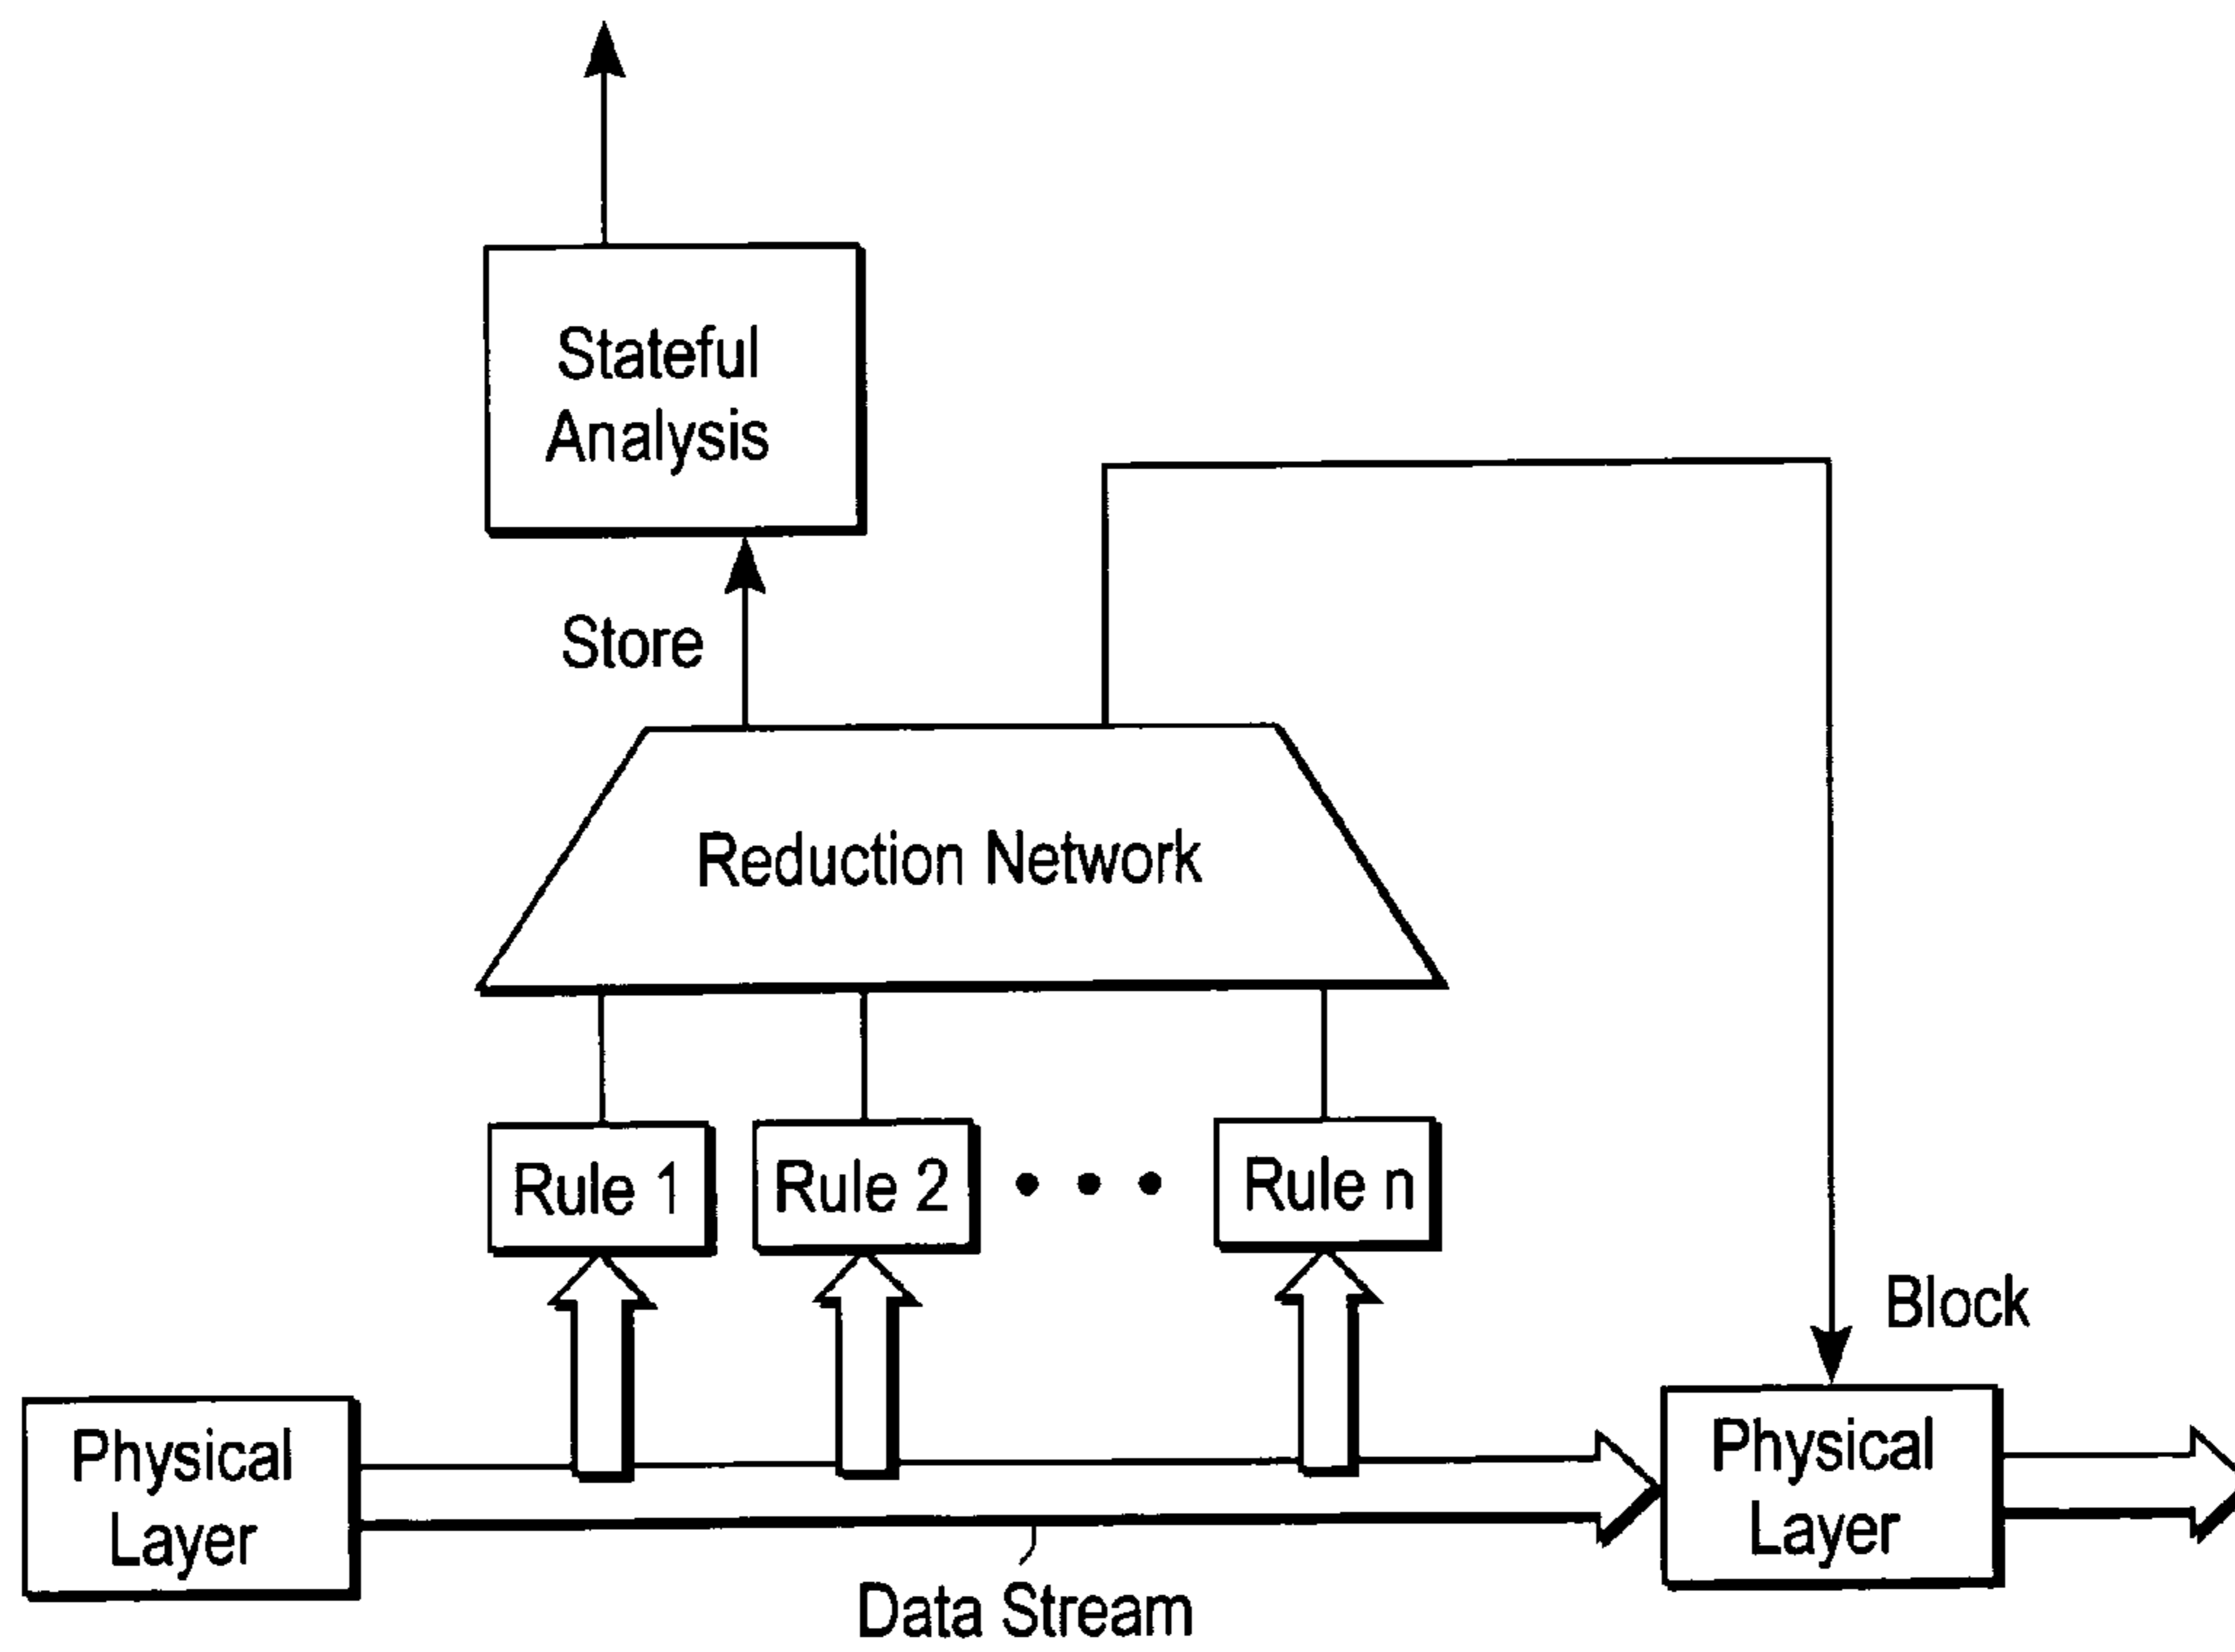 Stateful
Analysis
Store
Reduction Network
Rule 1
Rule 2
Rule n
Block
Physical
Layer
Physical
Layer
Data Stream